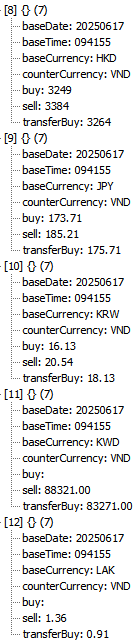 [8] {} (7)
baseDate: 20250617
baseTime: 094155
baseCurrency: HKD
counterCurrency: VND
buy: 3249
sell: 3384
transferBuy: 3264
[9] {} (7)
baseDate: 20250617
baseTime: 094155
baseCurrency: JPY
counterCurrency: VND
buy: 173.71
sell: 185.21
transferBuy: 175.71
[10] {} (7)
baseDate: 20250617
baseTime: 094155
baseCurrency: KRW
counterCurrency: VND
buy: 16.13
sell: 20.54
transferBuy: 18.13
[11] {} (7)
baseDate: 20250617
baseTime: 094155
baseCurrency: KWD
counterCurrency: VND
buy:
sell: 88321.00
transferBuy: 83271.00
[12] {} (7)
baseDate: 20250617
baseTime: 094155
baseCurrency: LAK
counterCurrency: VND
buy:
sell: 1.36
transferBuy: 0.91